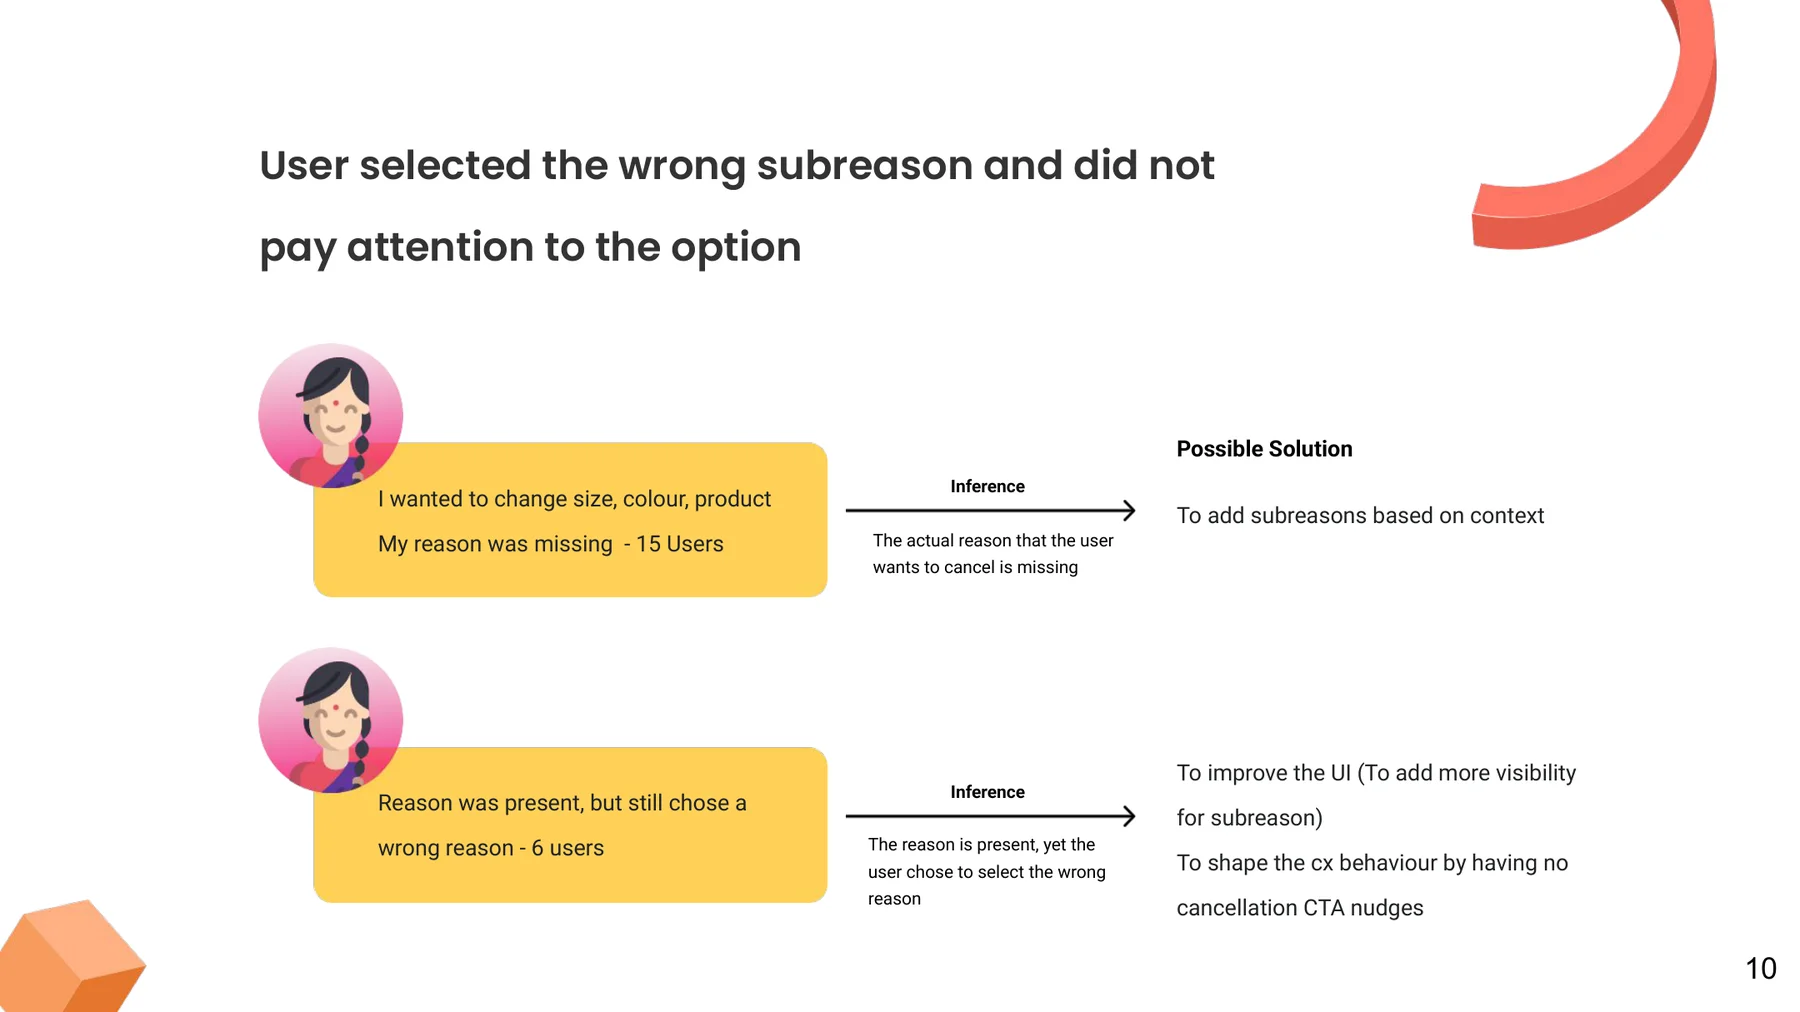 User selected the wrong subreason and did not
pay attention to the option
I wanted to change size, colour, product
My reason was missing  - 15 Users
Inference
The actual reason that the user
wants to cancel is missing
Possible Solution
To add subreasons based on context
Reason was present, but still chose a
wrong reason - 6 users
Inference
The reason is present, yet the
user chose to select the wrong
reason
To improve the UI (To add more visibility
for subreason)
To shape the cx behaviour by having no
cancellation CTA nudges
10